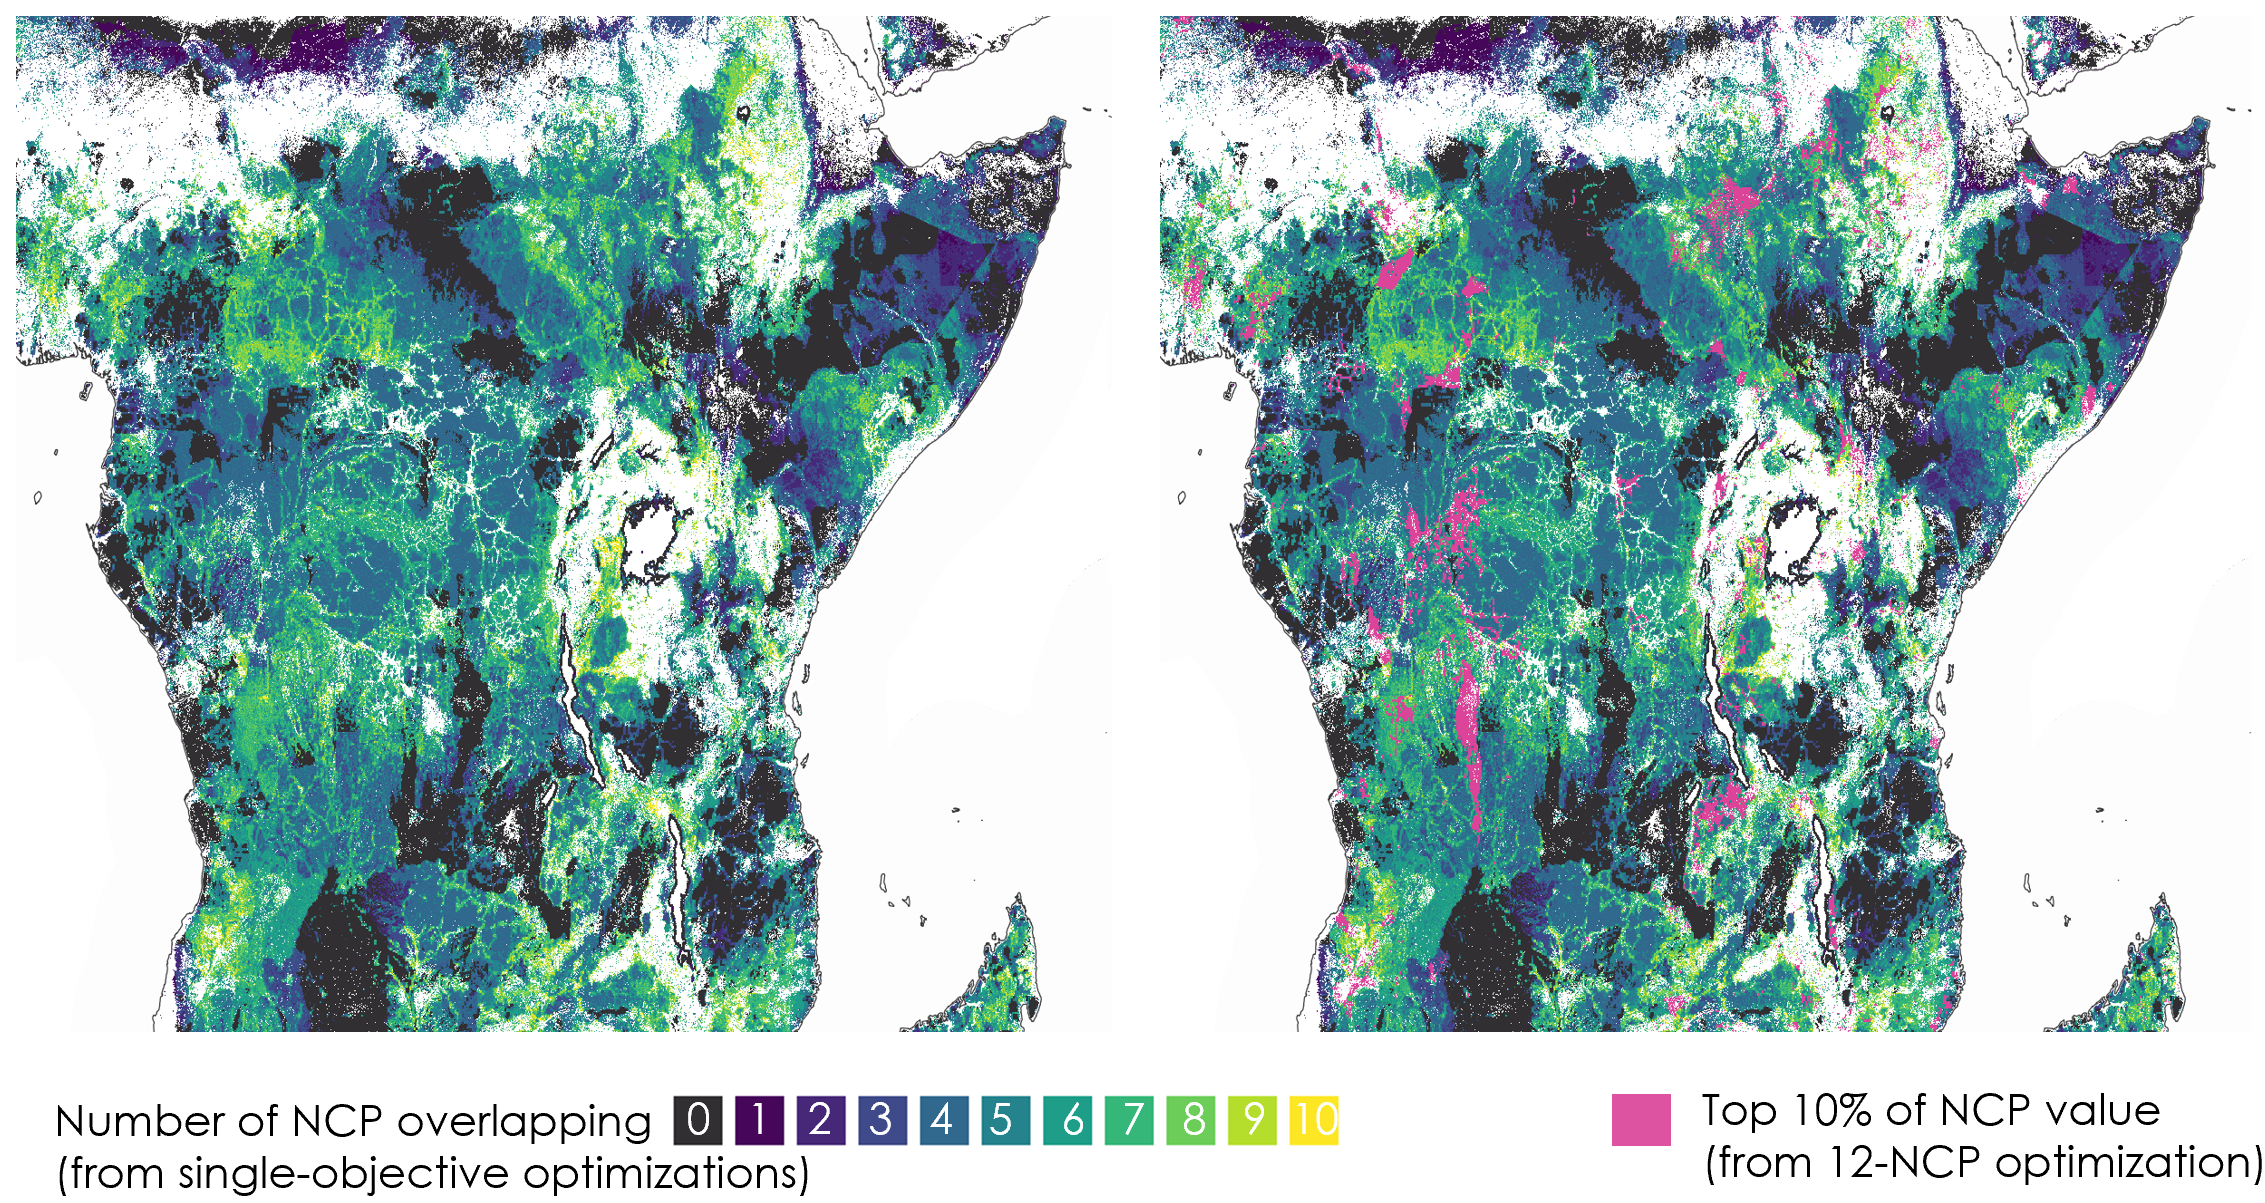 Number of NCP overlapping 0 1 2 3 4 5 6 7 8 9 10
(from single-objective optimizations)
Top 10% of NCP value
(from 12-NCP optimization)